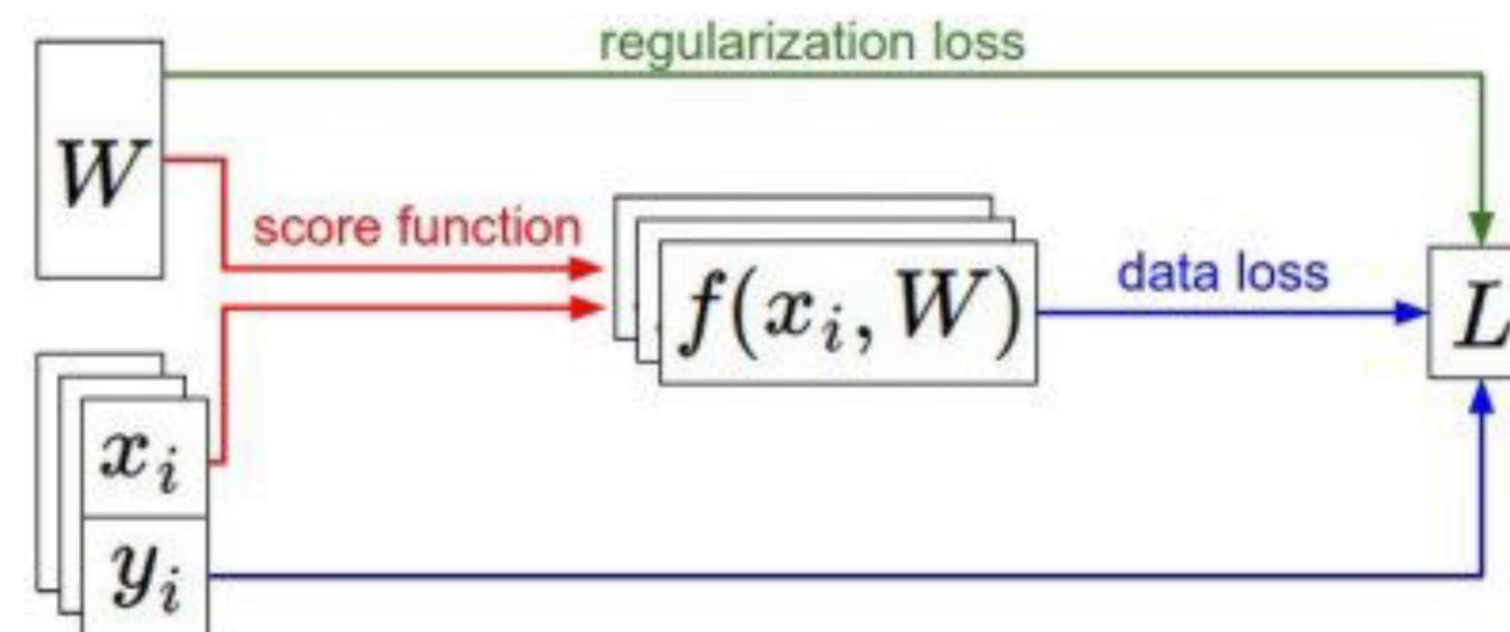 regularization loss
W
score function
f(x_i, W)
data loss
L
x_i
y_i